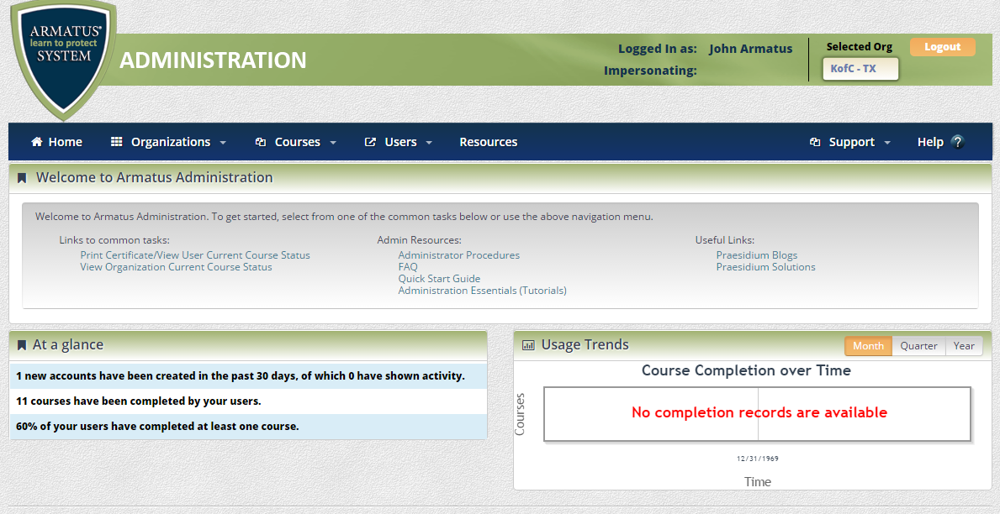 ARMATUS®
learn to protect
SYSTEM
ADMINISTRATION
Logged In as: John Armatus
Impersonating:
Selected Org
KofC - TX
Logout
Home Organizations Courses Users Resources Support Help ?
Welcome to Armatus Administration
Welcome to Armatus Administration. To get started, select from one of the common tasks below or use the above navigation menu.
Links to common tasks:
Print Certificate/View User Current Course Status
View Organization Current Course Status
Admin Resources:
Administrator Procedures
FAQ
Quick Start Guide
Administration Essentials (Tutorials)
Useful Links:
Praesidium Blogs
Praesidium Solutions
At a glance
1 new accounts have been created in the past 30 days, of which 0 have shown activity.
11 courses have been completed by your users.
60% of your users have completed at least one course.
Usage Trends
Month Quarter Year
Course Completion over Time
Courses
No completion records are available
12/31/1969
Time